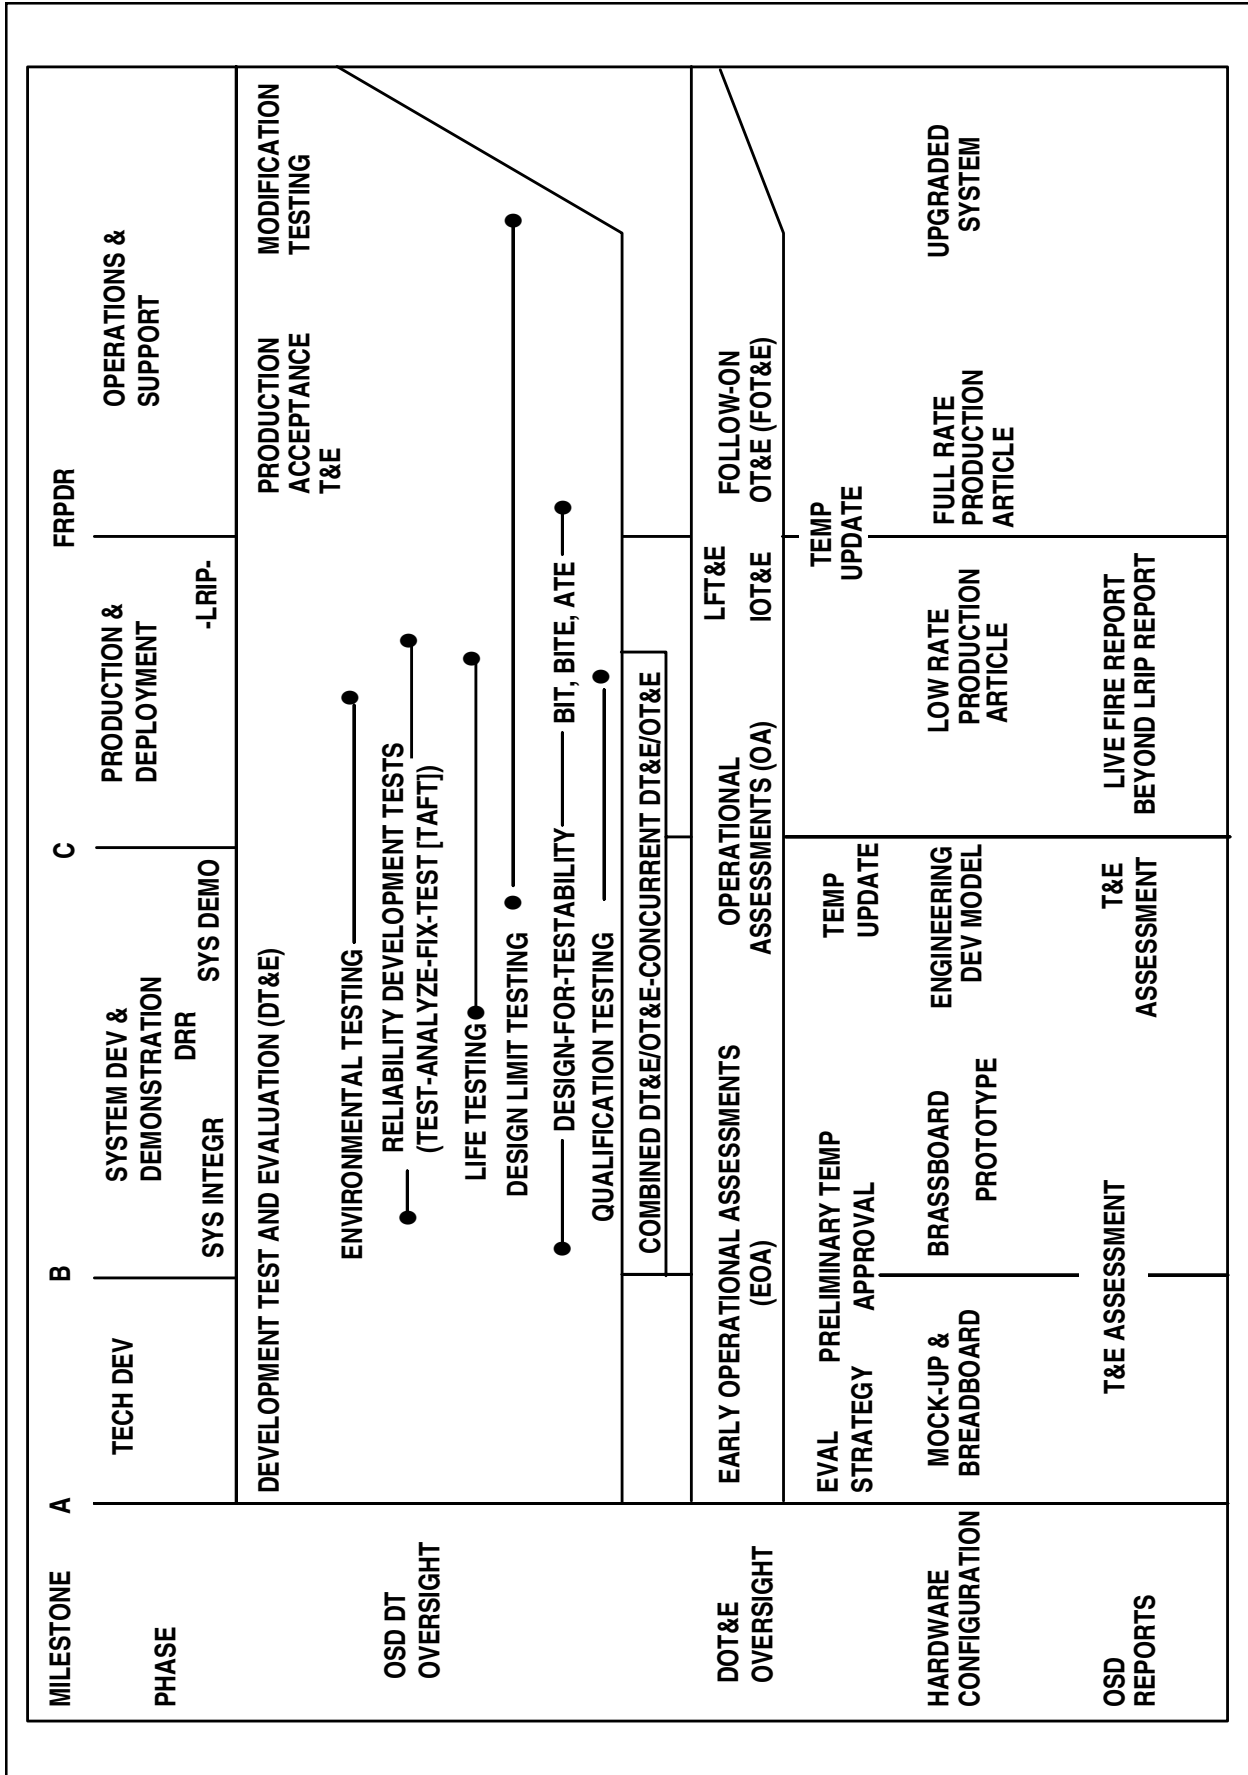 MILESTONE A B C FRPDR
PHASE
TECH DEV
SYSTEM DEV &
DEMONSTRATION
DRR
SYS INTEGR
SYS DEMO
PRODUCTION &
DEPLOYMENT
-LRIP-
OPERATIONS &
SUPPORT
OSD DT
OVERSIGHT
DEVELOPMENT TEST AND EVALUATION (DT&E)
PRODUCTION
ACCEPTANCE
T&E
MODIFICATION
TESTING
ENVIRONMENTAL TESTING
RELIABILITY DEVELOPMENT TESTS
(TEST-ANALYZE-FIX-TEST [TAFT])
LIFE TESTING
DESIGN LIMIT TESTING
DESIGN-FOR-TESTABILITY
BIT, BITE, ATE
QUALIFICATION TESTING
COMBINED DT&E/OT&E-CONCURRENT DT&E/OT&E
DOT&E
OVERSIGHT
EARLY OPERATIONAL ASSESSMENTS
(EOA)
OPERATIONAL
ASSESSMENTS (OA)
LFT&E
IOT&E
FOLLOW-ON
OT&E (FOT&E)
EVAL
STRATEGY
PRELIMINARY TEMP
APPROVAL
TEMP
UPDATE
TEMP
UPDATE
HARDWARE
CONFIGURATION
MOCK-UP &
BREADBOARD
BRASSBOARD
PROTOTYPE
ENGINEERING
DEV MODEL
LOW RATE
PRODUCTION
ARTICLE
FULL RATE
PRODUCTION
ARTICLE
UPGRADED
SYSTEM
OSD
REPORTS
T&E ASSESSMENT
T&E
ASSESSMENT
LIVE FIRE REPORT
BEYOND LRIP REPORT